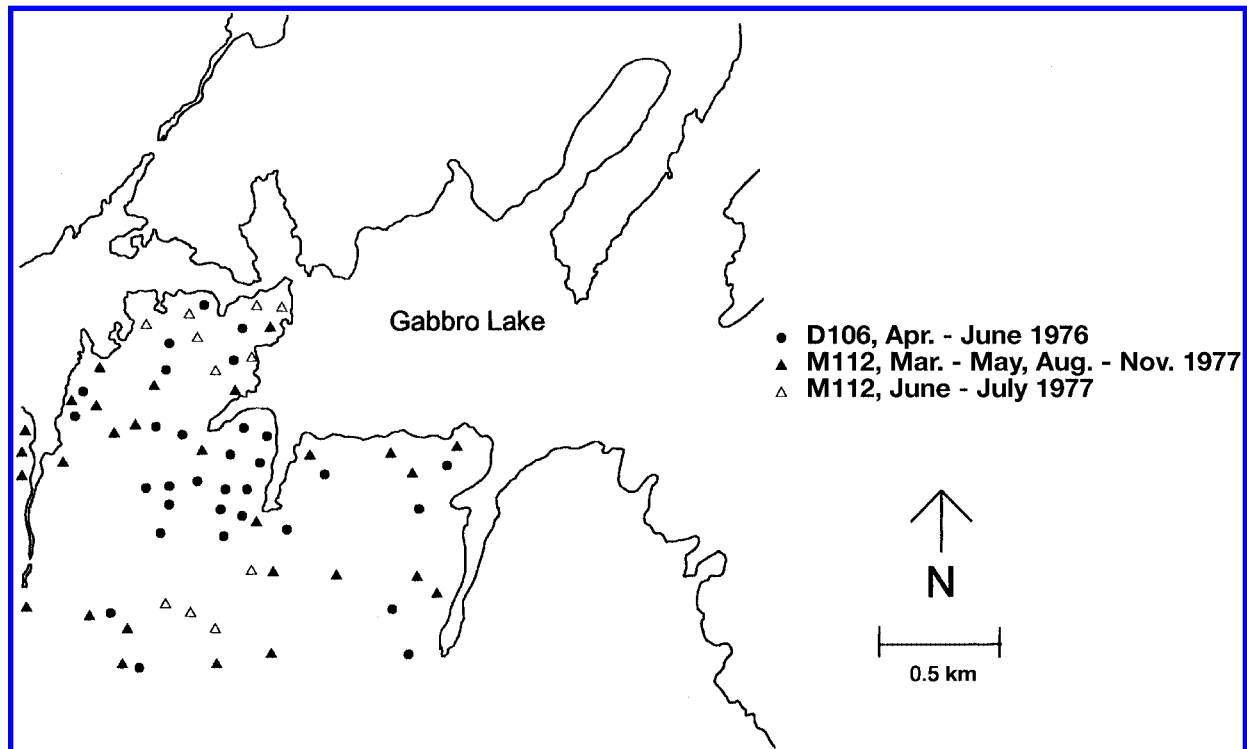 Gabbro Lake
D106, Apr. - June 1976
M112, Mar. - May, Aug. - Nov. 1977
M112, June - July 1977
N
0.5 km